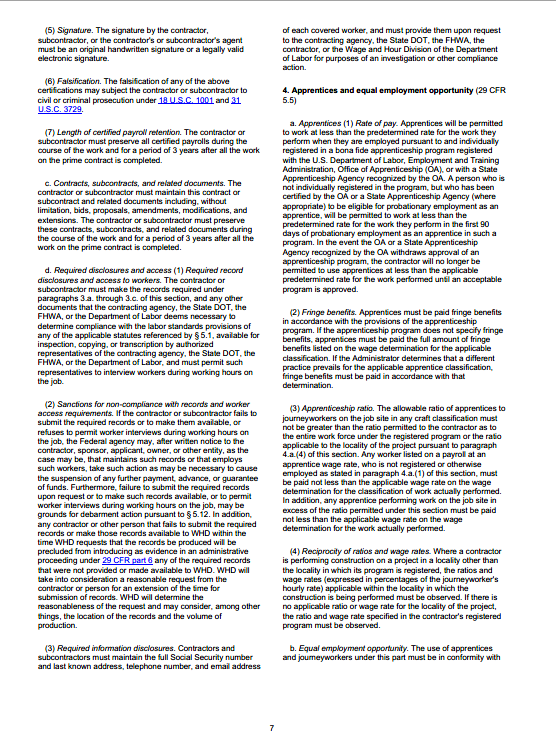 (5) Signature. The signature by the contractor,
subcontractor, or the contractor's or subcontractor's agent
must be an original handwritten signature or a legally valid
electronic signature.
(6) Falsification. The falsification of any of the above
certifications may subject the contractor or subcontractor to
civil or criminal prosecution under 18 U.S.C. 1001 and 31
U.S.C. 3729.
(7) Length of certified payroll retention. The contractor or
subcontractor must preserve all certified payrolls during the
course of the work and for a period of 3 years after all the work
on the prime contract is completed.
c. Contracts, subcontracts, and related documents. The
contractor or subcontractor must maintain this contract or
subcontract and related documents including, without
limitation, bids, proposals, amendments, modifications, and
extensions. The contractor or subcontractor must preserve
these contracts, subcontracts, and related documents during
the course of the work and for a period of 3 years after all the
work on the prime contract is completed.
d. Required disclosures and access (1) Required record
disclosures and access to workers. The contractor or
subcontractor must make the records required under
paragraphs 3.a. through 3.c. of this section, and any other
documents that the contracting agency, the State DOT, the
FHWA, or the Department of Labor deems necessary to
determine compliance with the labor standards provisions of
any of the applicable statutes referenced by § 5.1, available for
inspection, copying, or transcription by authorized
representatives of the contracting agency, the State DOT, the
FHWA, or the Department of Labor, and must permit such
representatives to interview workers during working hours on
the job.
(2) Sanctions for non-compliance with records and worker
access requirements. If the contractor or subcontractor fails to
submit the required records or to make them available, or
refuses to permit worker interviews during working hours on
the job, the Federal agency may, after written notice to the
contractor, sponsor, applicant, owner, or other entity, as the
case may be, that maintains such records or that employs
such workers, take such action as may be necessary to cause
the suspension of any further payment, advance, or guarantee
of funds. Furthermore, failure to submit the required records
upon request or to make such records available, or to permit
worker interviews during working hours on the job, may be
grounds for debarment action pursuant to § 5.12. In addition,
any contractor or other person that fails to submit the required
records or make those records available to WHD within the
time WHD requests that the records be produced will be
precluded from introducing as evidence in an administrative
proceeding under 29 CFR part 6 any of the required records
that were not provided or made available to WHD. WHD will
take into consideration a reasonable request from the
contractor or person for an extension of the time for
submission of records. WHD will determine the
reasonableness of the request and may consider, among other
things, the location of the records and the volume of
production.
(3) Required information disclosures. Contractors and
subcontractors must maintain the full Social Security number
and last known address, telephone number, and email address
of each covered worker, and must provide them upon request
to the contracting agency, the State DOT, the FHWA, the
contractor, or the Wage and Hour Division of the Department
of Labor for purposes of an investigation or other compliance
action.
4. Apprentices and equal employment opportunity (29 CFR
5.5)
a. Apprentices (1) Rate of pay. Apprentices will be permitted
to work at less than the predetermined rate for the work they
perform when they are employed pursuant to and individually
registered in a bona fide apprenticeship program registered
with the U.S. Department of Labor, Employment and Training
Administration, Office of Apprenticeship (OA), or with a State
Apprenticeship Agency recognized by the OA. A person who is
not individually registered in the program, but who has been
certified by the OA or a State Apprenticeship Agency (where
appropriate) to be eligible for probationary employment as an
apprentice, will be permitted to work at less than the
predetermined rate for the work they perform in the first 90
days of probationary employment as an apprentice in such a
program. In the event the OA or a State Apprenticeship
Agency recognized by the OA withdraws approval of an
apprenticeship program, the contractor will no longer be
permitted to use apprentices at less than the applicable
predetermined rate for the work performed until an acceptable
program is approved.
(2) Fringe benefits. Apprentices must be paid fringe benefits
in accordance with the provisions of the apprenticeship
program. If the apprenticeship program does not specify fringe
benefits, apprentices must be paid the full amount of fringe
benefits listed on the wage determination for the applicable
classification. If the Administrator determines that a different
practice prevails for the applicable apprentice classification,
fringe benefits must be paid in accordance with that
determination.
(3) Apprenticeship ratio. The allowable ratio of apprentices to
journeyworkers on the job site in any craft classification must
not be greater than the ratio permitted to the contractor as to
the entire work force under the registered program or the ratio
applicable to the locality of the project pursuant to paragraph
4.a.(4) of this section. Any worker listed on a payroll at an
apprentice wage rate, who is not registered or otherwise
employed as stated in paragraph 4.a.(1) of this section, must
be paid not less than the applicable wage rate on the wage
determination for the classification of work actually performed.
In addition, any apprentice performing work on the job site in
excess of the ratio permitted under this section must be paid
not less than the applicable wage rate on the wage
determination for the work actually performed.
(4) Reciprocity of ratios and wage rates. Where a contractor
is performing construction on a project in a locality other than
the locality in which its program is registered, the ratios and
wage rates (expressed in percentages of the journeyworker's
hourly rate) applicable within the locality in which the
construction is being performed must be observed. If there is
no applicable ratio or wage rate for the locality of the project,
the ratio and wage rate specified in the contractor's registered
program must be observed.
b. Equal employment opportunity. The use of apprentices
and journeyworkers under this part must be in conformity with
7